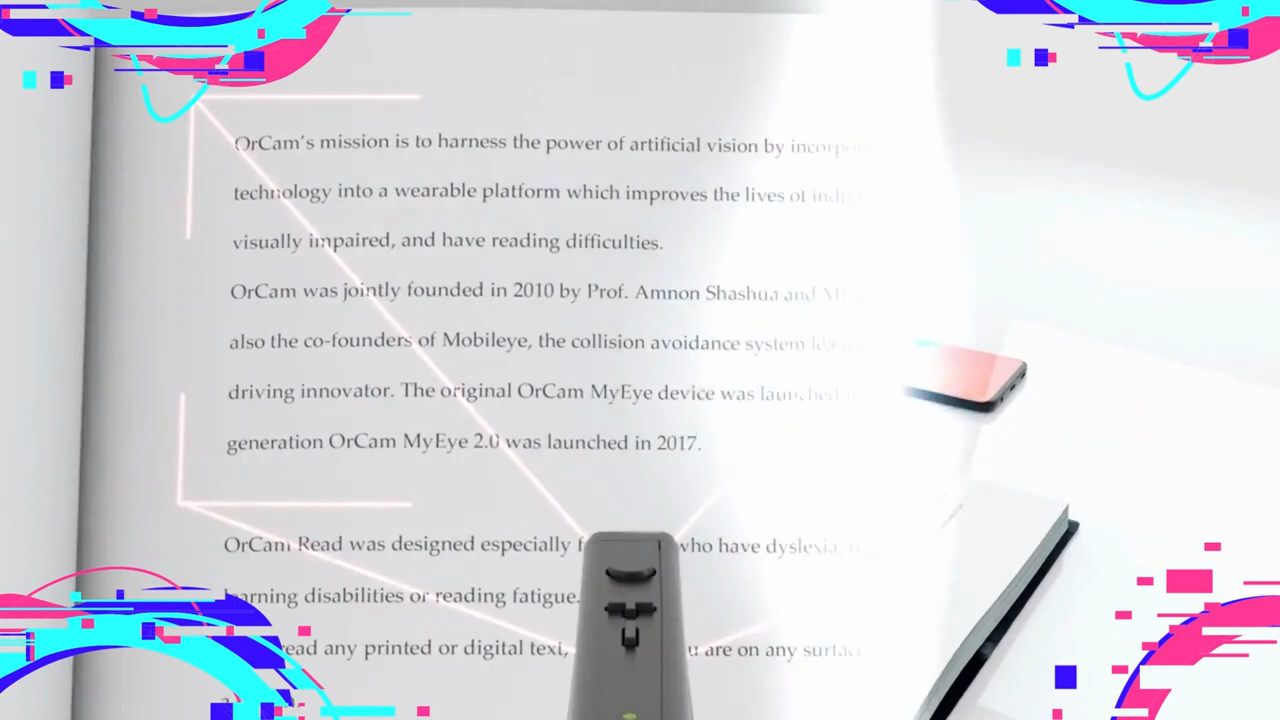 OrCam's mission is to harness the power of artificial vision by
technology into a wearable platform which improves the lives of
visually impaired, and have reading difficulties.
OrCam was jointly founded in 2010 by Prof. Amnon Shashua and
also the co-founders of Mobileye, the collision avoidance system
driving innovator. The original OrCam MyEye device was launched
generation OrCam MyEye 2.0 was launched in 2017.
OrCam Read was designed especially who have dyslexia,
learning disabilities or reading fatigue.
read any printed or digital text, are on any